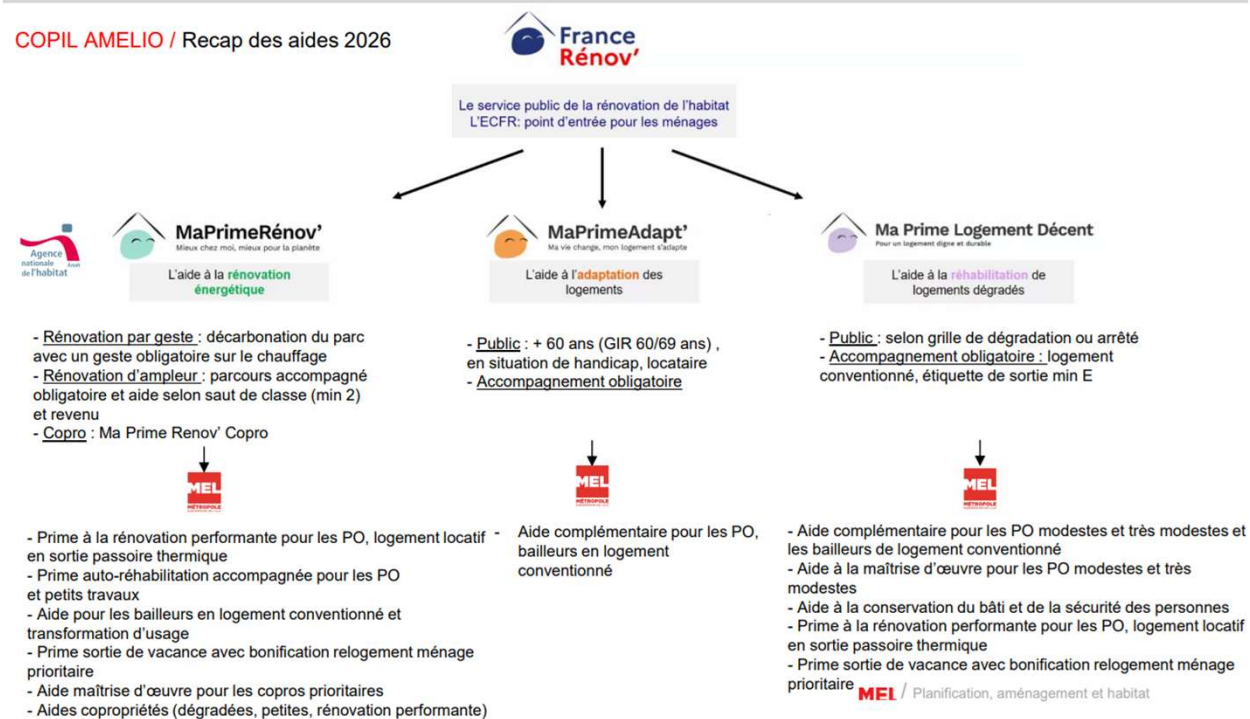 COPIL AMELIO / Recap des aides 2026
France
Rénov'
Le service public de la rénovation de l'habitat
L'ECFR: point d'entrée pour les ménages
Agence
nationale
de l'habitat
Anah
MaPrimeRénov'
Mieux chez moi, mieux pour la planète
L'aide à la rénovation
énergétique
- Rénovation par geste : décarbonation du parc
avec un geste obligatoire sur le chauffage
- Rénovation d'ampleur : parcours accompagné
obligatoire et aide selon saut de classe (min 2)
et revenu
- Copro : Ma Prime Renov' Copro
MEL
MÉTROPOLE
- Prime à la rénovation performante pour les PO, logement locatif
en sortie passoire thermique
- Prime auto-réhabilitation accompagnée pour les PO
et petits travaux
- Aide pour les bailleurs en logement conventionné et
transformation d'usage
- Prime sortie de vacance avec bonification relogement ménage
prioritaire
- Aide maîtrise d'œuvre pour les copros prioritaires
- Aides copropriétés (dégradées, petites, rénovation performante)
MaPrimeAdapt'
Ma vie change, mon logement s'adapte
L'aide à l'adaptation des
logements
- Public : + 60 ans (GIR 60/69 ans) ,
en situation de handicap, locataire
- Accompagnement obligatoire
MEL
MÉTROPOLE
- Aide complémentaire pour les PO,
bailleurs en logement
conventionné
Ma Prime Logement Décent
Pour un logement digne et durable
L'aide à la réhabilitation de
logements dégradés
- Public : selon grille de dégradation ou arrêté
- Accompagnement obligatoire : logement
conventionné, étiquette de sortie min E
MEL
MÉTROPOLE
- Aide complémentaire pour les PO modestes et très modestes et
les bailleurs de logement conventionné
- Aide à la maîtrise d'œuvre pour les PO modestes et très
modestes
- Aide à la conservation du bâti et de la sécurité des personnes
- Prime à la rénovation performante pour les PO, logement locatif
en sortie passoire thermique
- Prime sortie de vacance avec bonification relogement ménage
prioritaire
MEL / Planification, aménagement et habitat